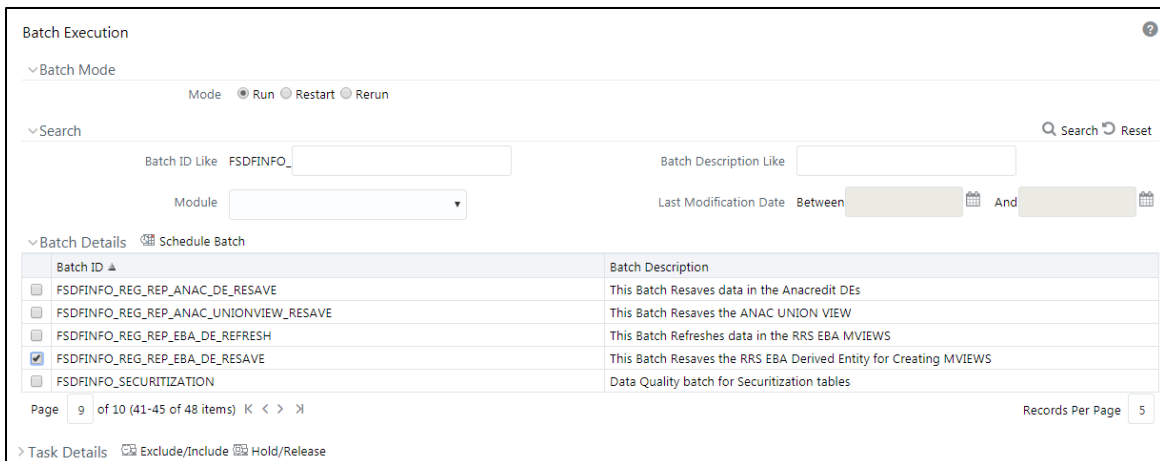 Batch Execution
Batch Mode
Mode Run Restart Rerun
Search Search Reset
Batch ID Like FSDFINFO_ Batch Description Like
Module Last Modification Date Between And
Batch Details Schedule Batch
Batch ID Batch Description
FSDFINFO_REG_REP_ANAC_DE_RESAVE This Batch Resaves data in the Anacredit DEs
FSDFINFO_REG_REP_ANAC_UNIONVIEW_RESAVE This Batch Resaves the ANAC UNION VIEW
FSDFINFO_REG_REP_EBA_DE_REFRESH This Batch Refreshes data in the RRS EBA MVIEWS
FSDFINFO_REG_REP_EBA_DE_RESAVE This Batch Resaves the RRS EBA Derived Entity for Creating MVIEWS
FSDFINFO_SECURITIZATION Data Quality batch for Securitization tables
Page 9 of 10 (41-45 of 48 items) Records Per Page 5
Task Details Exclude/Include Hold/Release